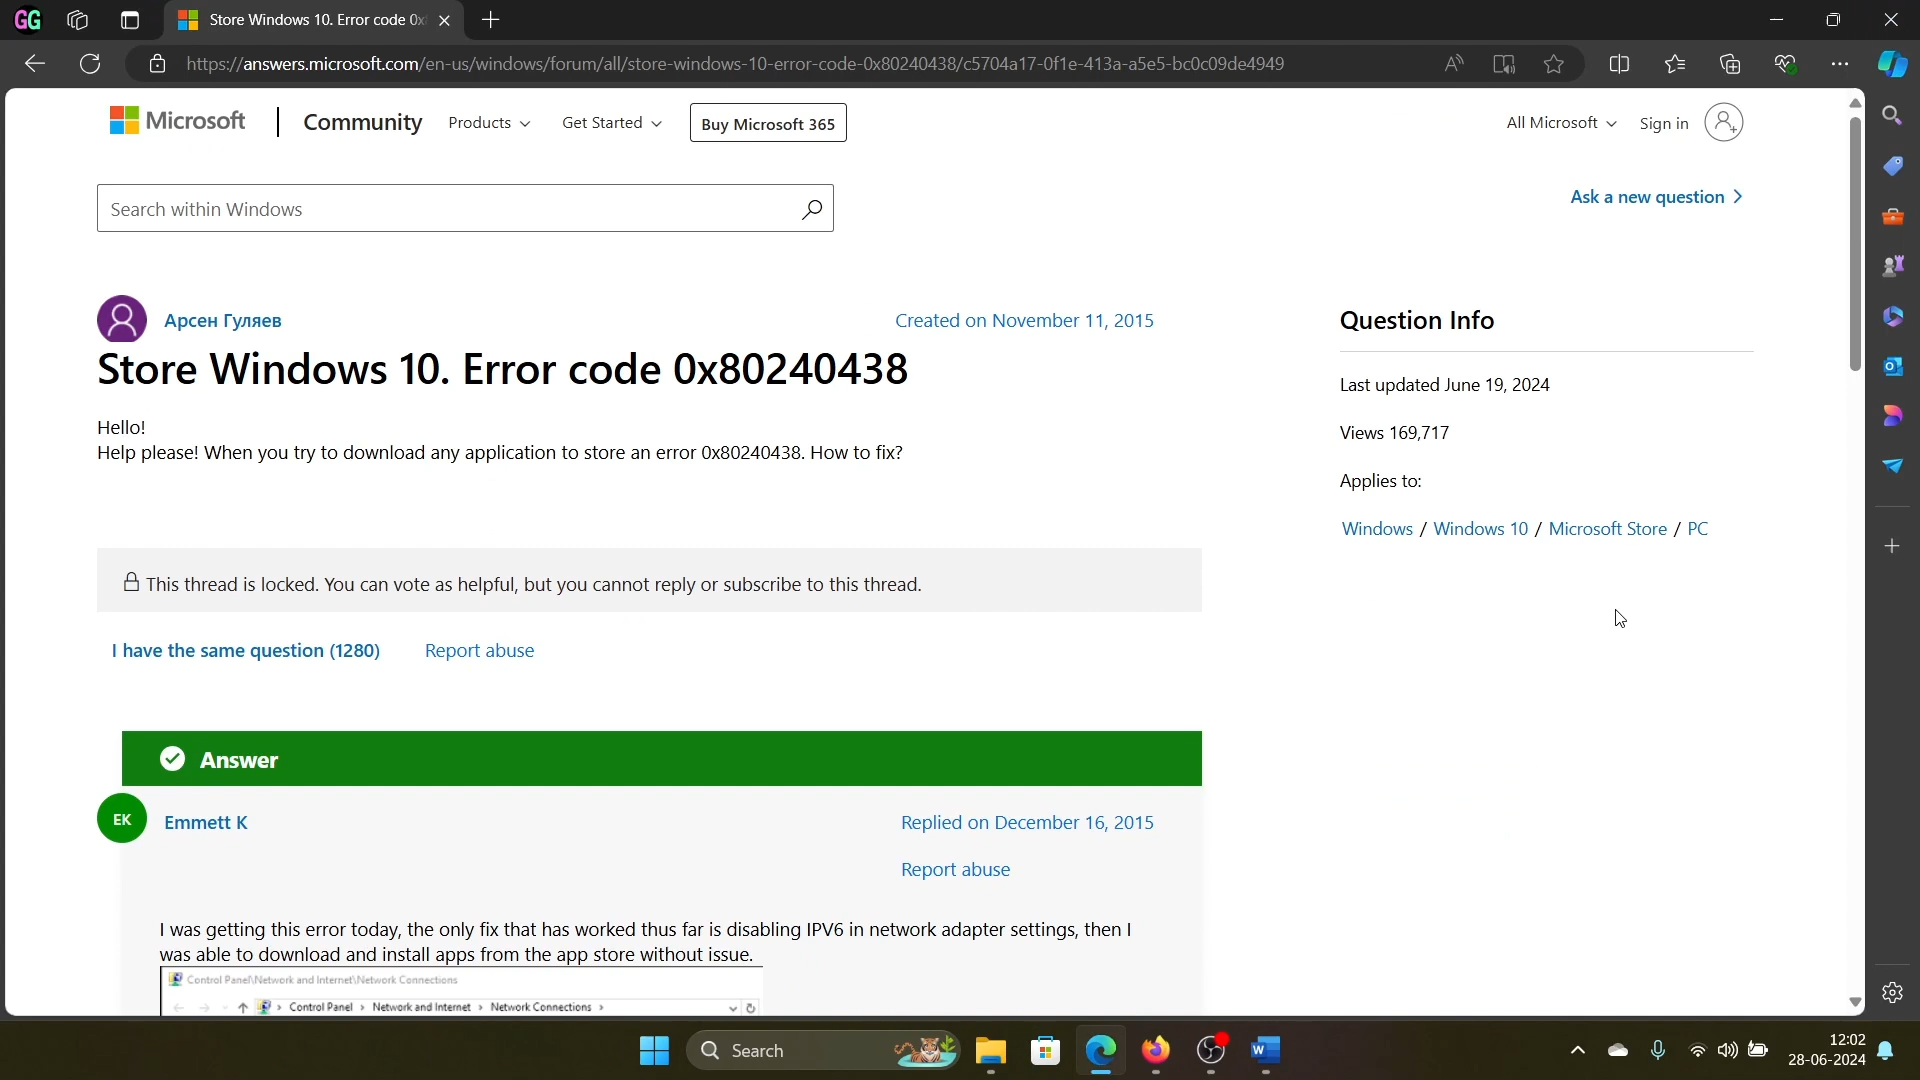 GG
Store Windows 10. Error code 0x
https://answers.microsoft.com/en-us/windows/forum/all/store-windows-10-error-code-0x80240438/c5704a17-0f1e-413a-a5e5-bc0c09de4949
Microsoft
Community
Products
Get Started
Buy Microsoft 365
All Microsoft
Sign in
Search within Windows
Ask a new question
Арсен Гуляев
Created on November 11, 2015
Store Windows 10. Error code 0x80240438
Hello!
Help please! When you try to download any application to store an error 0x80240438. How to fix?
Question Info
Last updated June 19, 2024
Views 169,717
Applies to:
Windows / Windows 10 / Microsoft Store / PC
This thread is locked. You can vote as helpful, but you cannot reply or subscribe to this thread.
I have the same question (1280)
Report abuse
Answer
EK
Emmett K
Replied on December 16, 2015
Report abuse
I was getting this error today, the only fix that has worked thus far is disabling IPV6 in network adapter settings, then I
was able to download and install apps from the app store without issue.
Control Panel\Network and Internet\Network Connections
Control Panel > Network and Internet > Network Connections >
Search
12:02
28-06-2024